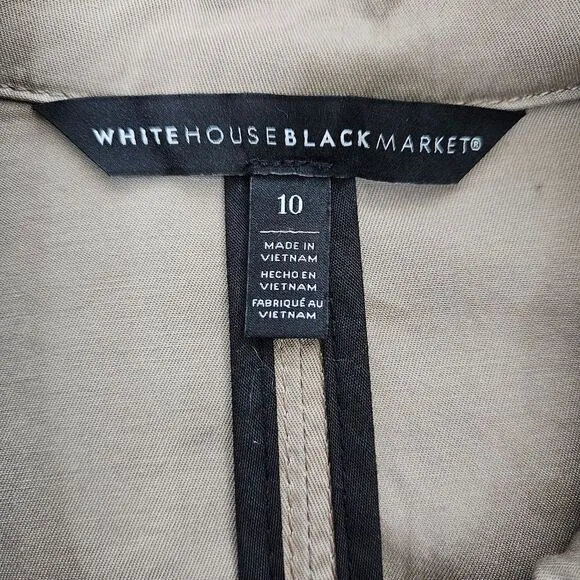 WHITEHOUSEBLACKMARKET®
10
MADE IN
VIETNAM
HECHO EN
VIETNAM
FABRIQUÉ AU
VIETNAM